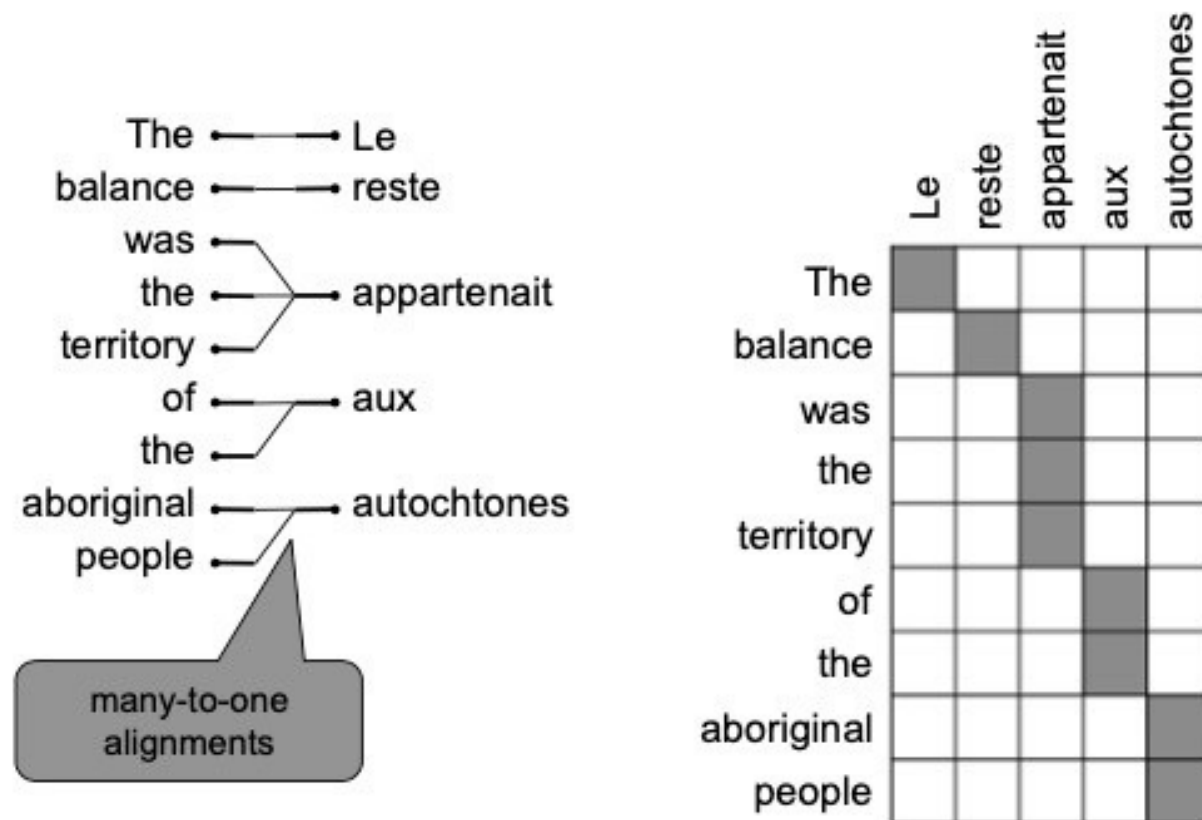 The Le
balance reste
was
the appartenait
territory
of aux
the
aboriginal autochtones
people
many-to-one
alignments
Le reste appartenait aux autochtones
The
balance
was
the
territory
of
the
aboriginal
people